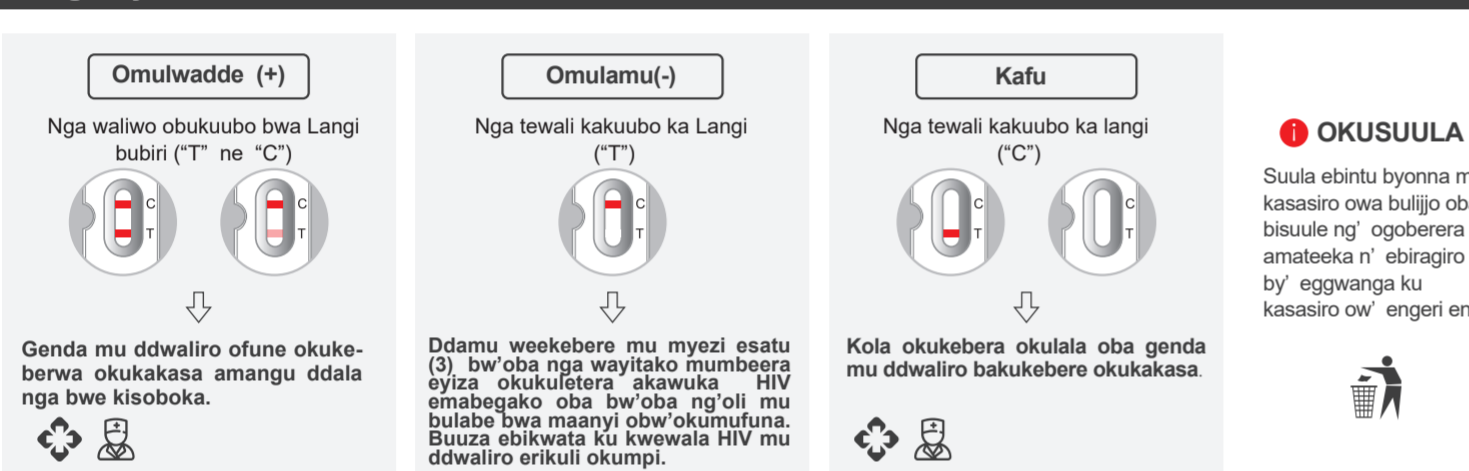 Omulwadde (+)
Nga waliwo obukuubo bwa Langi
bubiri (“T” ne “C”)
C
T
C
T
Genda mu ddwaliro ofune okuke-
berwa okukakasa amangu ddala
nga bwe kisoboka.
Omulamu(-)
Nga tewali kakuubo ka Langi
(“T”)
C
T
Ddamu weekebere mu myezi esatu
(3) bw’oba nga wayitako mumbeera
eyiza okukuletera akawuka HIV
emabegako oba bw’oba ng’oli mu
bulabe bwa maanyi obw’okumufuna.
Buuza ebikwata ku kwewala HIV mu
ddwaliro erikuli okumpi.
Kafu
Nga tewali kakuubo ka langi
(“C”)
C
T
C
T
Kola okukebera okulala oba genda
mu ddwaliro bakukebere okukakasa.
i OKUSUULA
Suula ebintu byonna
kasasiro owa bulijjo
bisuule ng’ ogoberera
amateeka n’ ebiragiro
by’ eggwanga ku
kasasiro ow’ engeri